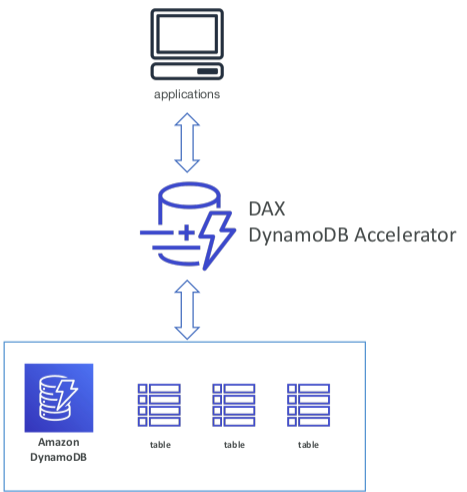 applications
DAX
DynamoDB Accelerator
Amazon
DynamoDB
table
table
table